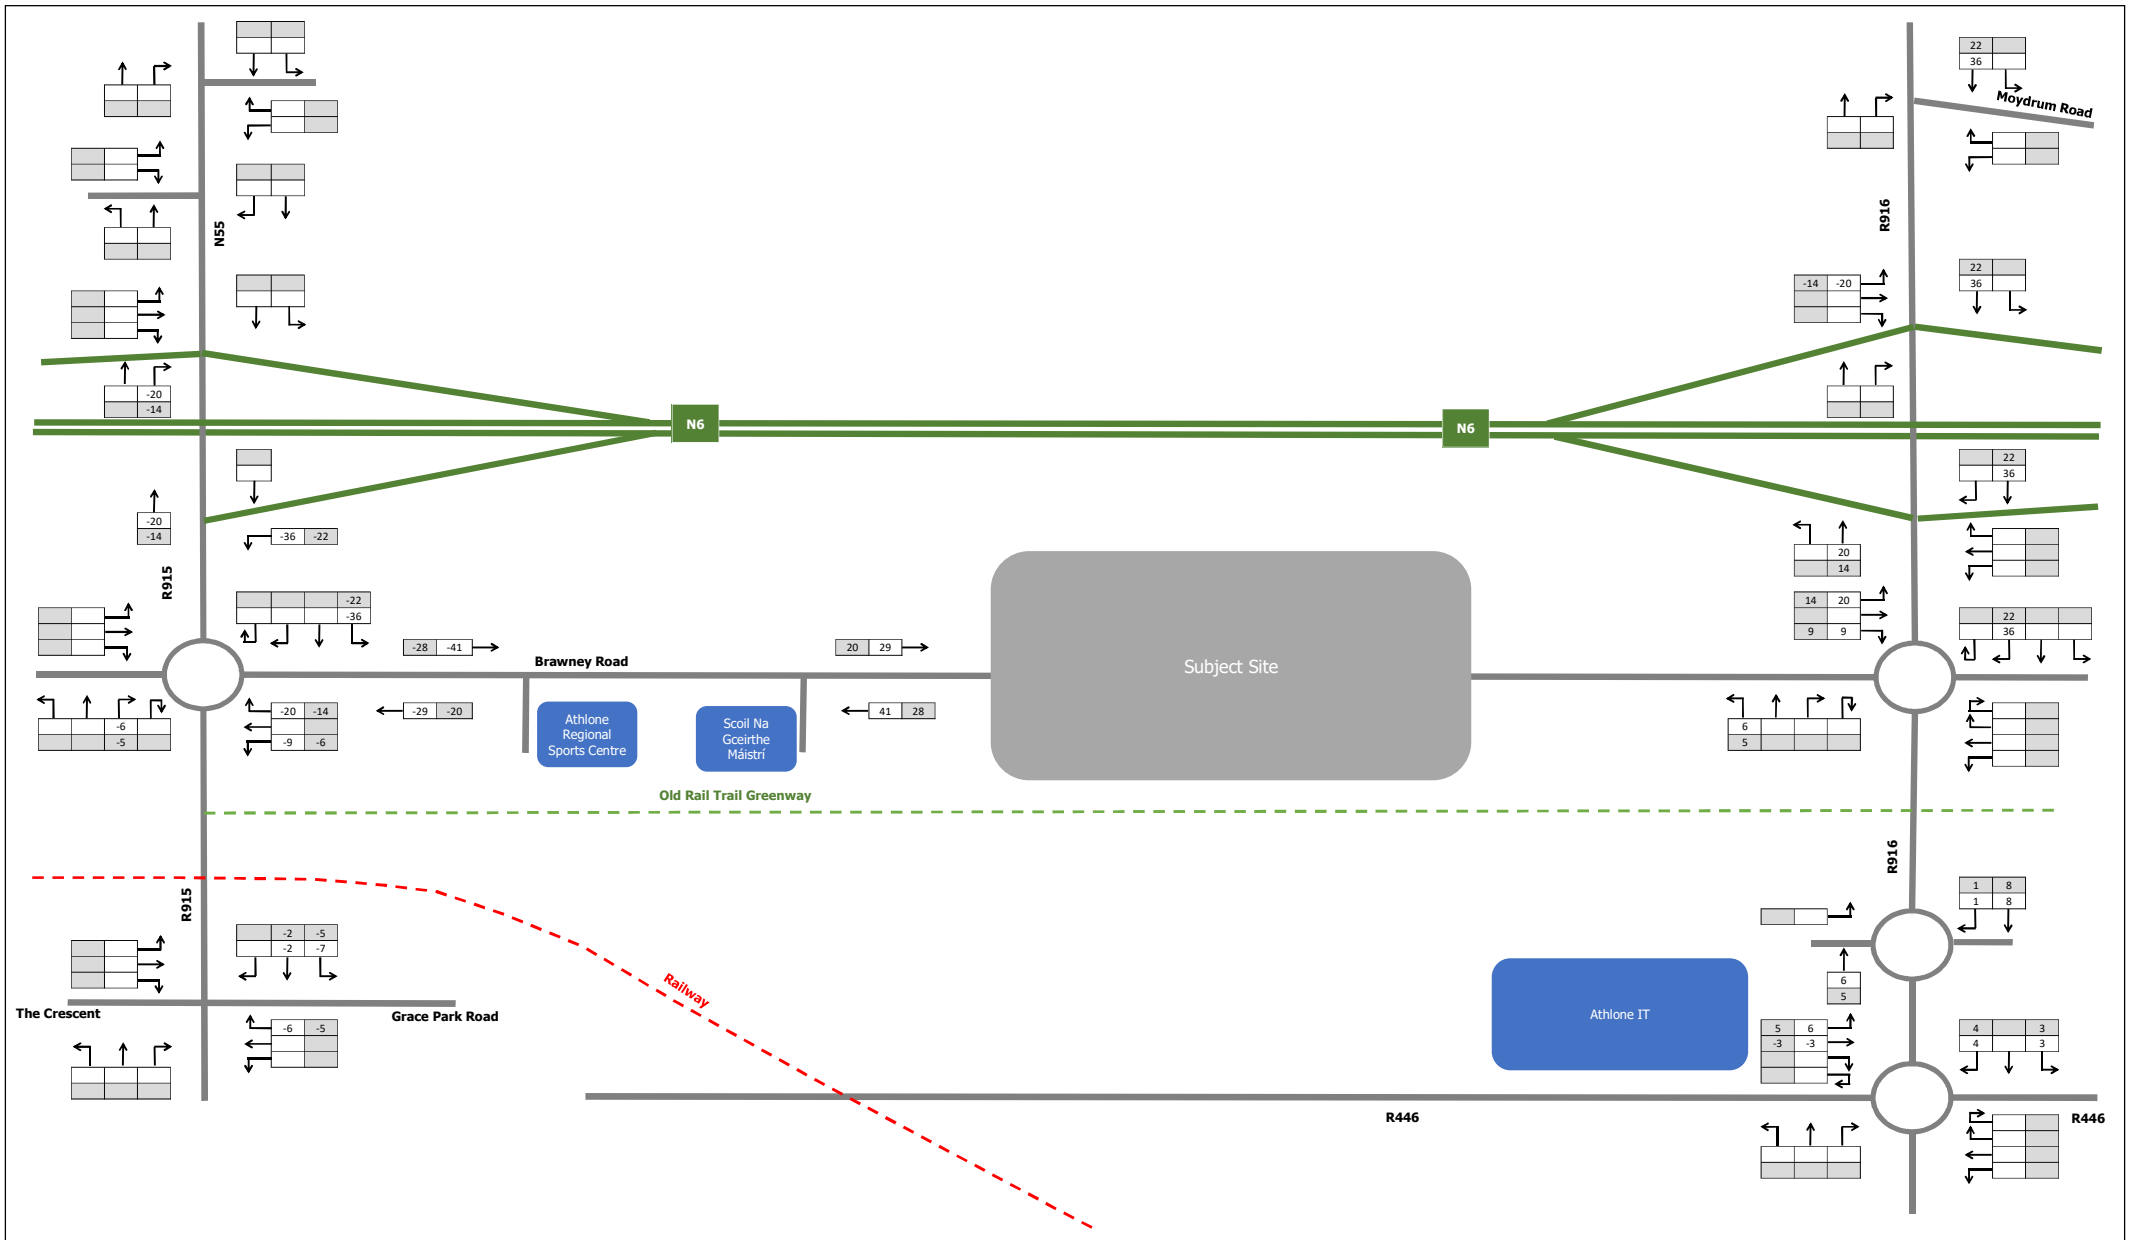 22
36
Moydrum Road
N55
R916
-14 -20
22
36
-20
-14
N6
N6
22
36
-20
-14
-36 -22
20
14
R915
-22
-36
14 20
9 9
22
36
-28 -41
20 29
Brawney Road
Subject Site
-6
-5
-20 -14
-9 -6
-29 -20
Athlone
Regional
Sports Centre
Scoil Na
Gceirthe
Máistrí
41 28
6
5
Old Rail Trail Greenway
R916
R915
1 8
1 8
-2 -5
-2 -7
Railway
6
5
The Crescent
Grace Park Road
Athlone IT
-6 -5
5 6
-3 -3
4 3
4 3
R446
R446